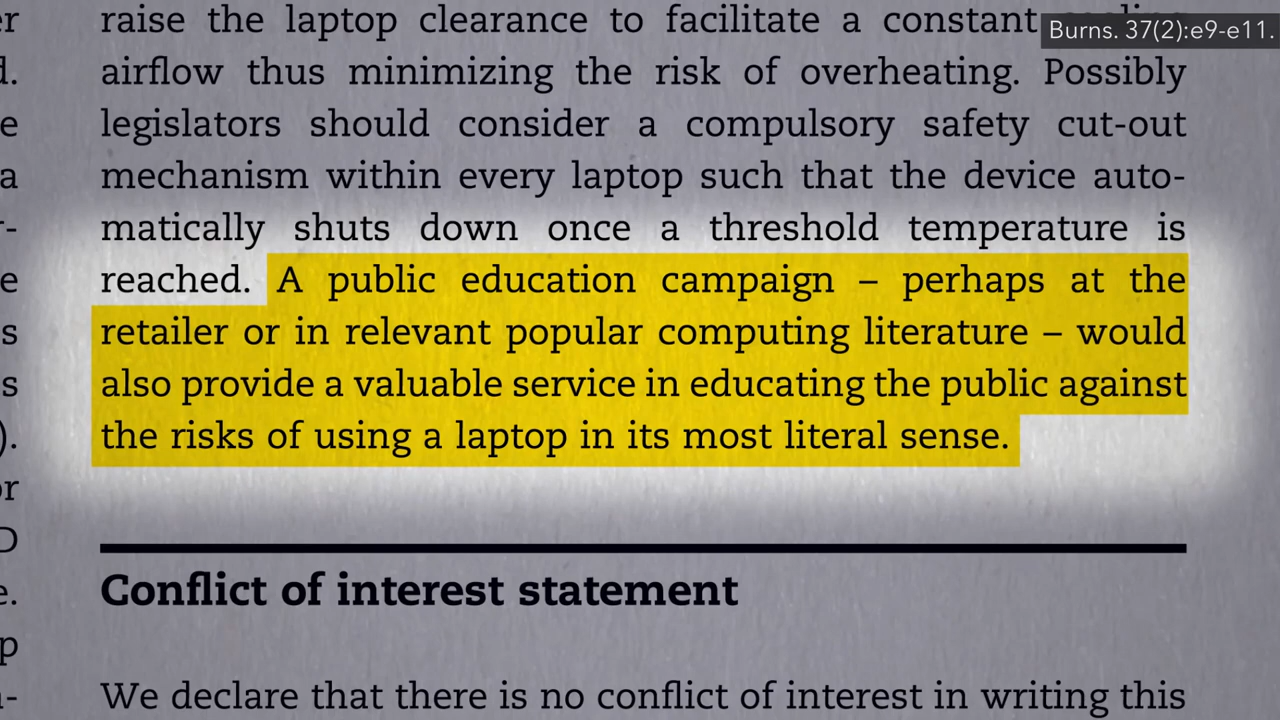 Burns. 37(2):e9-e11.
raise the laptop clearance to facilitate a constant
airflow thus minimizing the risk of overheating. Possibly
legislators should consider a compulsory safety cut-out
mechanism within every laptop such that the device auto-
matically shuts down once a threshold temperature is
reached. A public education campaign – perhaps at the
retailer or in relevant popular computing literature – would
also provide a valuable service in educating the public against
the risks of using a laptop in its most literal sense.
Conflict of interest statement
We declare that there is no conflict of interest in writing this